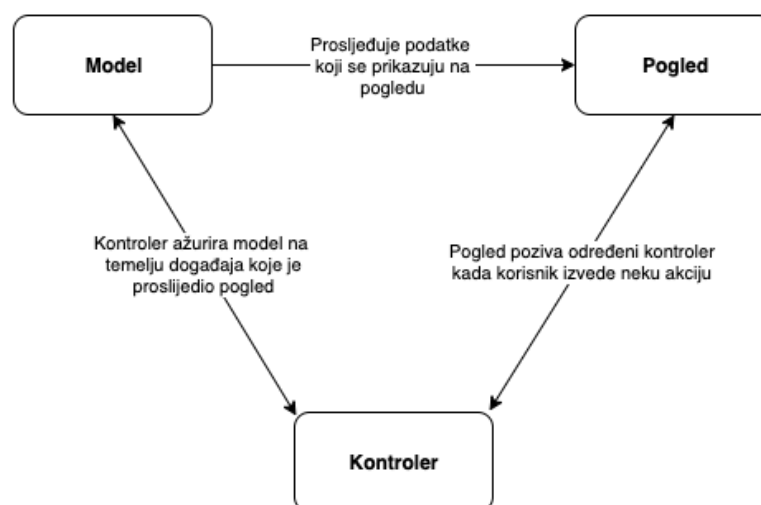 Model
Prosljeđuje podatke
koji se prikazuju na
pogledu
Pogled
Kontroler ažurira model na
temelju događaja koje je
proslijedio pogled
Pogled poziva određeni kontroler
kada korisnik izvede neku akciju
Kontroler